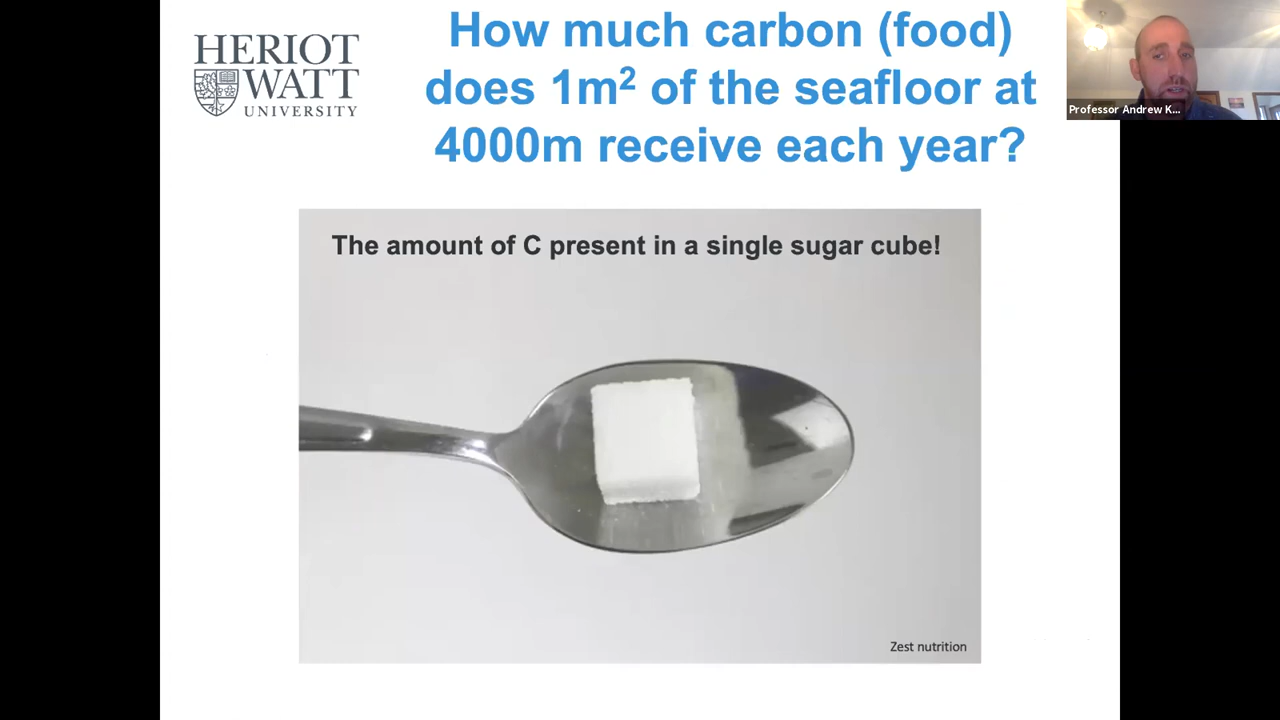 HERIOT
WATT
UNIVERSITY
How much carbon (food)
does 1m² of the seafloor at
4000m receive each year?
Professor Andrew K...
The amount of C present in a single sugar cube!
Zest nutrition